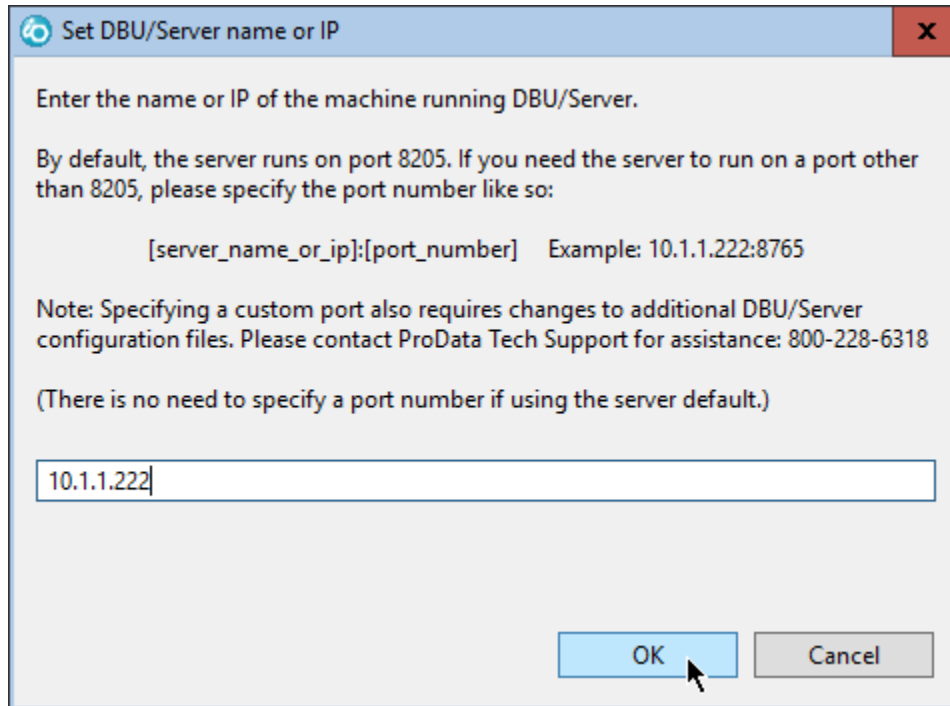 Set DBU/Server name or IP
Enter the name or IP of the machine running DBU/Server.
By default, the server runs on port 8205. If you need the server to run on a port other
than 8205, please specify the port number like so:
[server_name_or_ip]:[port_number] Example: 10.1.1.222:8765
Note: Specifying a custom port also requires changes to additional DBU/Server
configuration files. Please contact ProData Tech Support for assistance: 800-228-6318
(There is no need to specify a port number if using the server default.)
10.1.1.222
OK Cancel